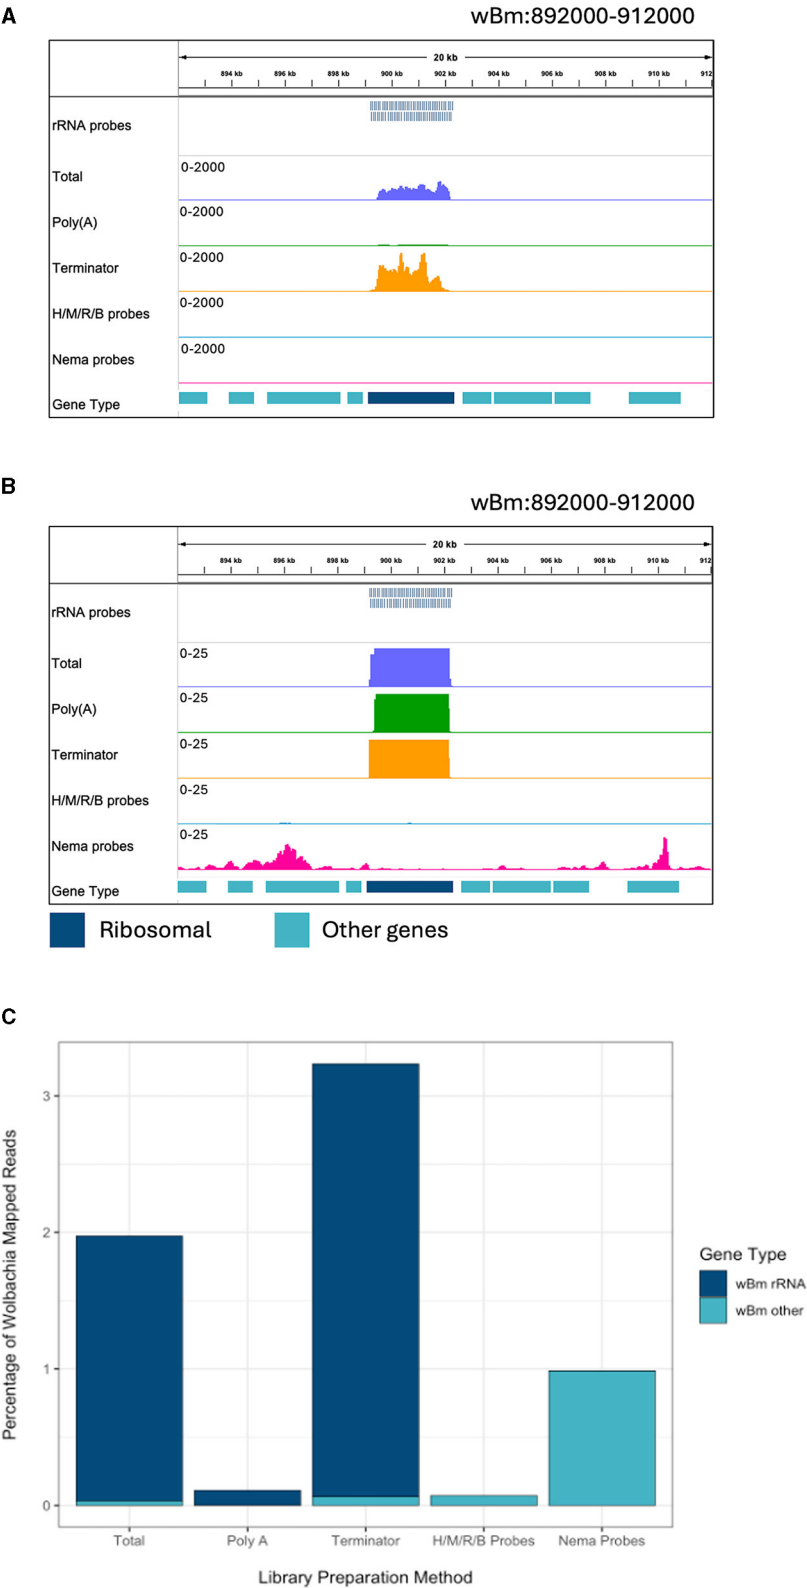 A
wBm:892000-912000
20 kb
894 kb 896 kb 898 kb 900 kb 902 kb 904 kb 906 kb 908 kb 910 kb 912
rRNA probes
Total 0-2000
Poly(A) 0-2000
Terminator 0-2000
H/M/R/B probes 0-2000
Nema probes 0-2000
Gene Type
B
wBm:892000-912000
20 kb
894 kb 896 kb 898 kb 900 kb 902 kb 904 kb 906 kb 908 kb 910 kb 912
rRNA probes
Total 0-25
Poly(A) 0-25
Terminator 0-25
H/M/R/B probes 0-25
Nema probes 0-25
Gene Type
Ribosomal Other genes
C
Percentage of Wolbachia Mapped Reads
3
2
1
0
Total Poly A Terminator H/M/R/B Probes Nema Probes
Library Preparation Method
Gene Type
wBm rRNA
wBm other